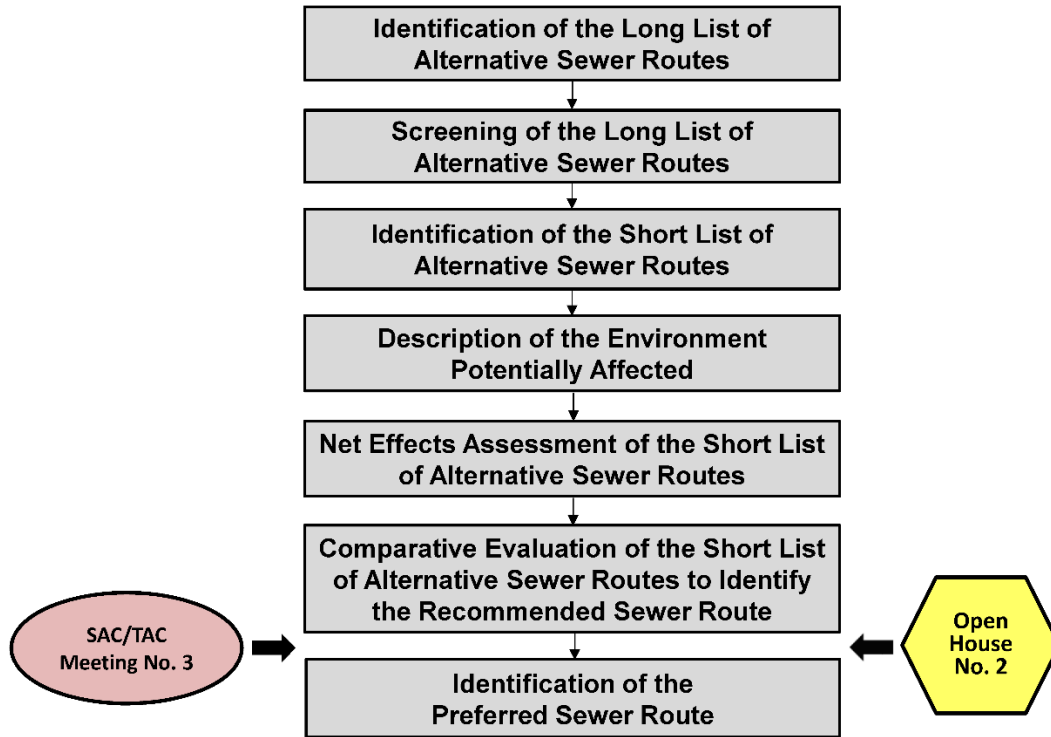 Identification of the Long List of
Alternative Sewer Routes
Screening of the Long List of
Alternative Sewer Routes
Identification of the Short List of
Alternative Sewer Routes
Description of the Environment
Potentially Affected
Net Effects Assessment of the Short List
of Alternative Sewer Routes
Comparative Evaluation of the Short List
of Alternative Sewer Routes to Identify
the Recommended Sewer Route
SAC/TAC
Meeting No. 3
Open
House
No. 2
Identification of the
Preferred Sewer Route